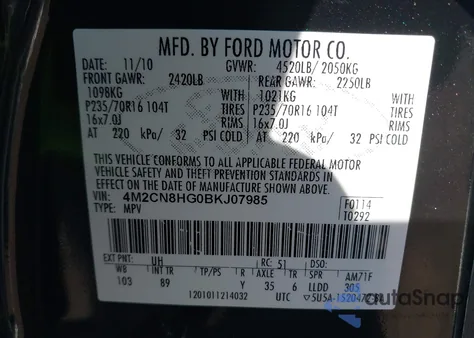 MFD. BY FORD MOTOR CO.
DATE: 11/10 GVWR: 4520LB/ 2050KG
FRONT GAWR: 2420LB REAR GAWR: 2250LB
1098KG WITH 1021KG WITH
P235/70R16 104T TIRES P235/70R16 104T TIRES
16x7.0J RIMS 16x7.0J RIMS
AT 220 kPa/ 32 PSI COLD AT 220 kPa/ 32 PSI COLD
THIS VEHICLE CONFORMS TO ALL APPLICABLE FEDERAL MOTOR
VEHICLE SAFETY AND THEFT PREVENTION STANDARDS IN
EFFECT ON THE DATE OF MANUFACTURE SHOWN ABOVE.
VIN: 4M2CN8HG0BKJ07985 F0114
TYPE: MPV T0292
EXT PNT: UH RC: 51 DSO:
WB INT TR TP/PS R AXLE TR SPR AM71F
103 89 Y 35 6 LLDD 305
1201011214032 UTC
autoSnap